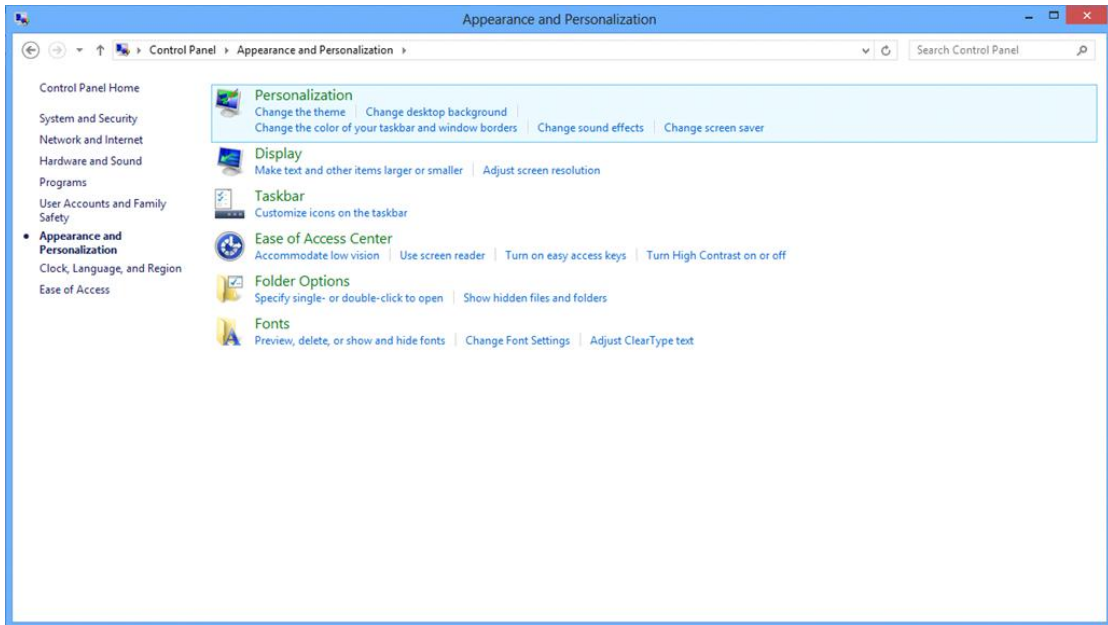 Appearance and Personalization
Control Panel Appearance and Personalization
Search Control Panel
Control Panel Home
System and Security
Network and Internet
Hardware and Sound
Programs
User Accounts and Family
Safety
Appearance and
Personalization
Clock, Language, and Region
Ease of Access
Personalization
Change the theme Change desktop background
Change the color of your taskbar and window borders Change sound effects Change screen saver
Display
Make text and other items larger or smaller Adjust screen resolution
Taskbar
Customize icons on the taskbar
Ease of Access Center
Accommodate low vision Use screen reader Turn on easy access keys Turn High Contrast on or off
Folder Options
Specify single- or double-click to open Show hidden files and folders
Fonts
Preview, delete, or show and hide fonts Change Font Settings Adjust ClearType text